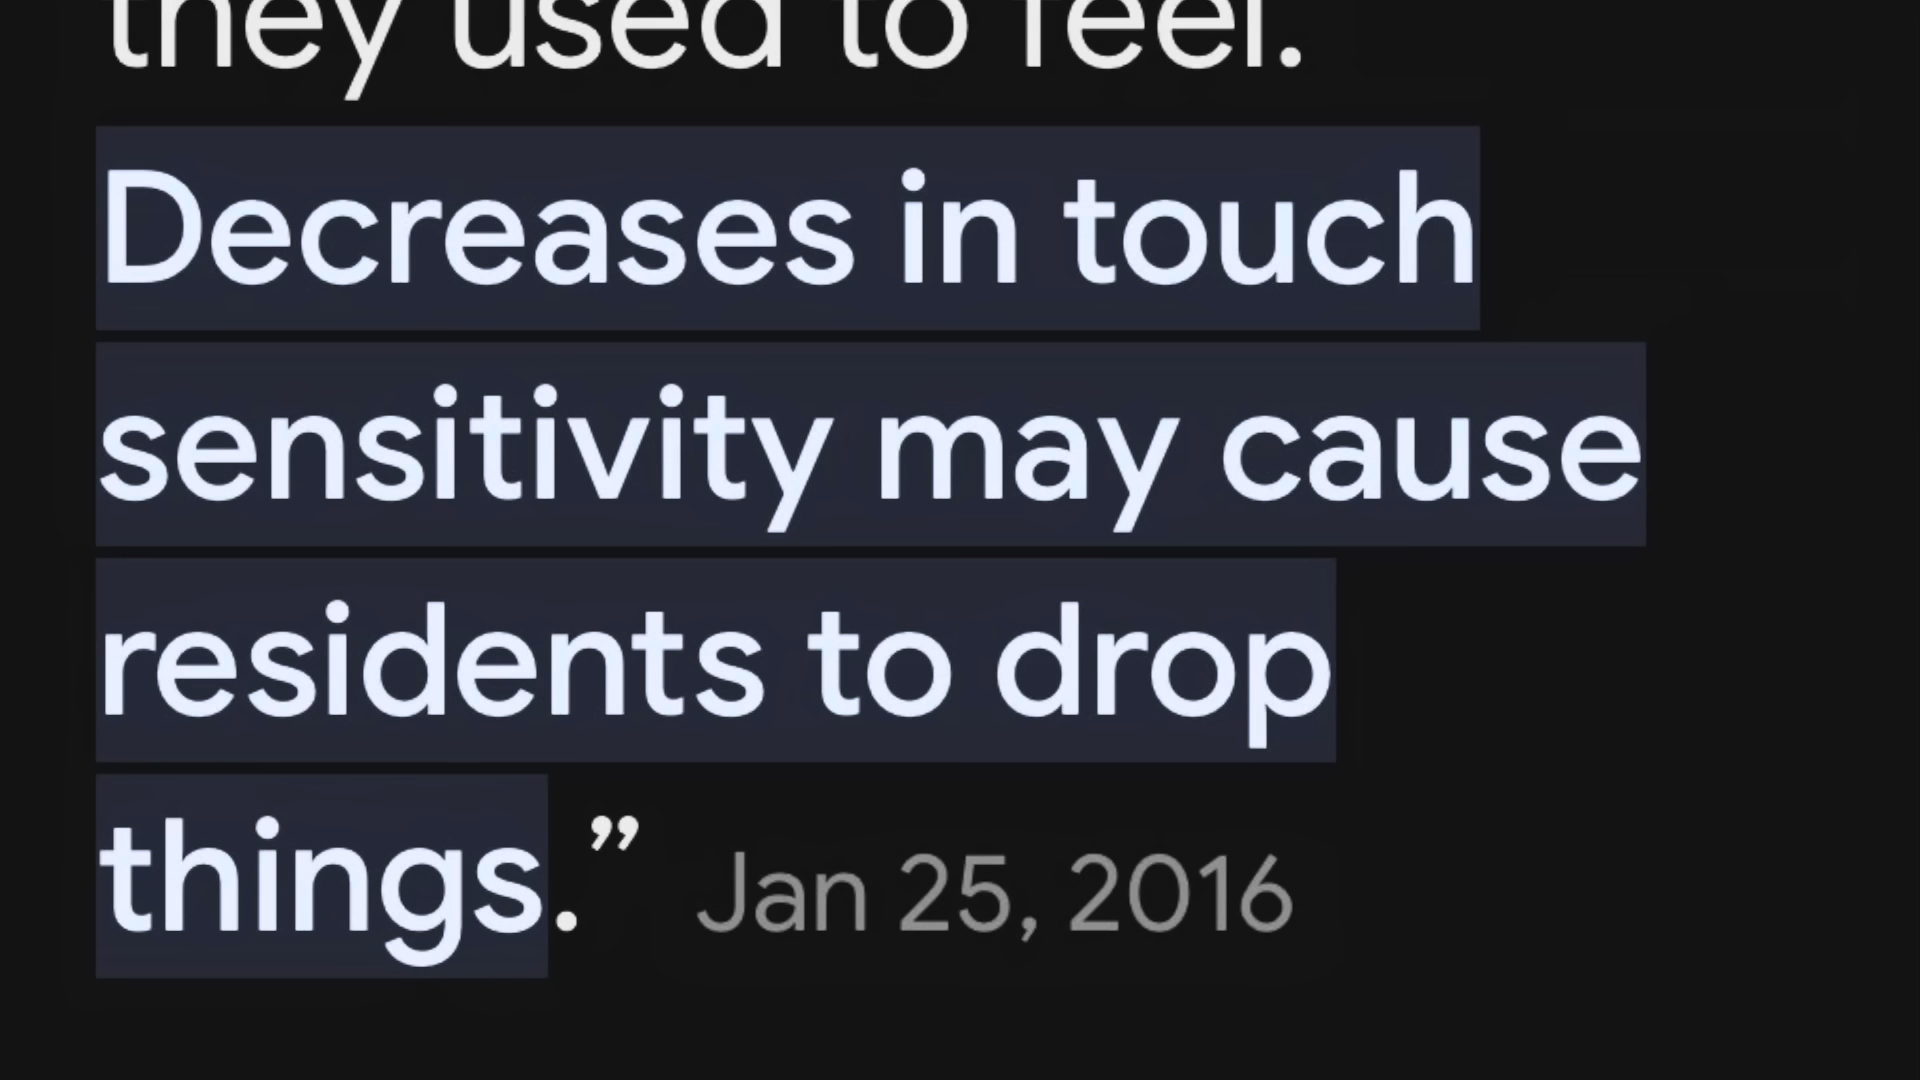 they used to feel.
Decreases in touch
sensitivity may cause
residents to drop
things.” Jan 25, 2016